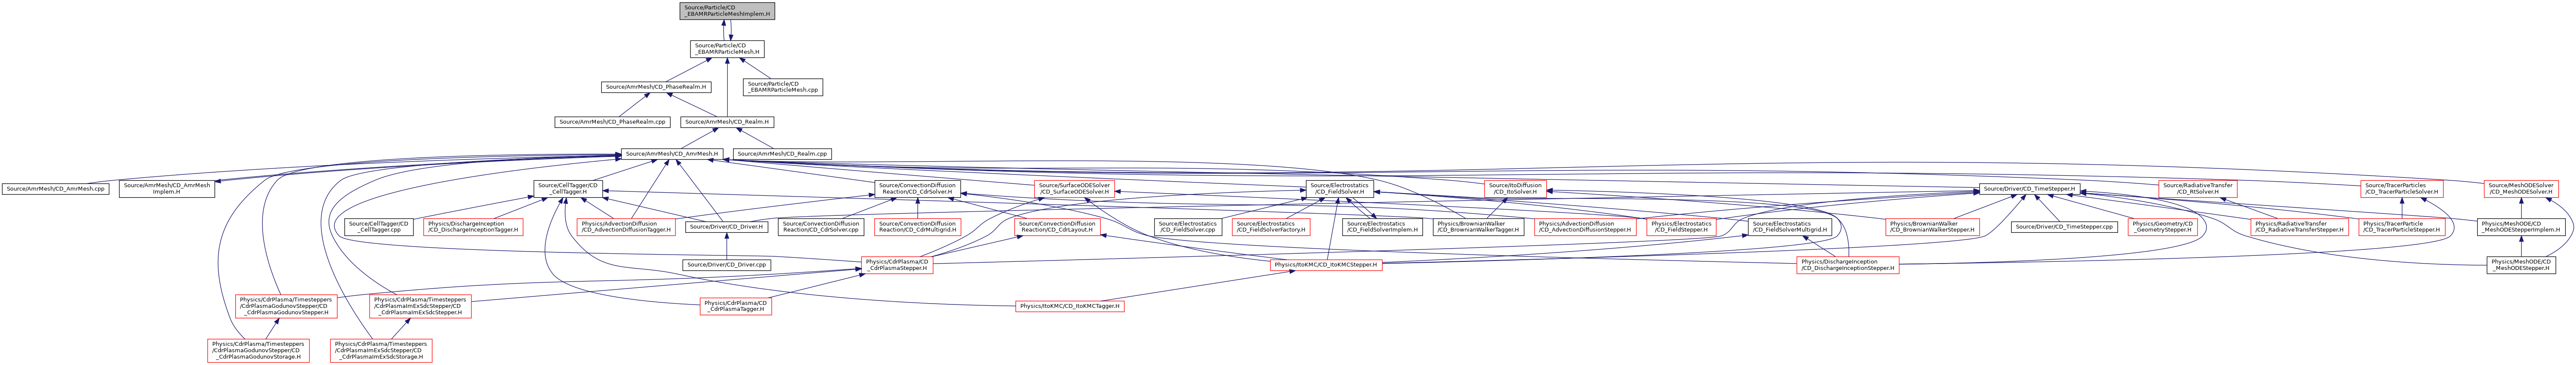 Source/Particle/CD
_EBAMRParticleMeshImplem.H
Source/Particle/CD
_EBAMRParticleMesh.H
Source/AmrMesh/CD_PhaseRealm.H
Source/Particle/CD
_EBAMRParticleMesh.cpp
Source/AmrMesh/CD_PhaseRealm.cpp
Source/AmrMesh/CD_Realm.H
Source/AmrMesh/CD_AmrMesh.H
Source/AmrMesh/CD_Realm.cpp
Source/AmrMesh/CD_AmrMesh.cpp
Source/AmrMesh/CD_AmrMesh
Implem.H
Source/CellTagger/CD
_CellTagger.H
Source/ConvectionDiffusion
Reaction/CD_CdrSolver.H
Source/SurfaceODESolver
/CD_SurfaceODESolver.H
Source/Electrostatics
/CD_FieldSolver.H
Source/ItoDiffusion
/CD_ItoSolver.H
Source/Driver/CD_TimeStepper.H
Source/RadiativeTransfer
/CD_RtSolver.H
Source/TracerParticles
/CD_TracerParticleSolver.H
Source/MeshODESolver
/CD_MeshODESolver.H
Source/CellTagger/CD
_CellTagger.cpp
Physics/DischargeInception
/CD_DischargeInceptionTagger.H
Physics/AdvectionDiffusion
/CD_AdvectionDiffusionTagger.H
Source/Driver/CD_Driver.H
Source/ConvectionDiffusion
Reaction/CD_CdrSolver.cpp
Source/ConvectionDiffusion
Reaction/CD_CdrMultigrid.H
Source/ConvectionDiffusion
Reaction/CD_CdrLayout.H
Source/Electrostatics
/CD_FieldSolver.cpp
Source/Electrostatics
/CD_FieldSolverFactory.H
Source/Electrostatics
/CD_FieldSolverImplem.H
Physics/BrownianWalker
/CD_BrownianWalkerTagger.H
Physics/AdvectionDiffusion
/CD_AdvectionDiffusionStepper.H
Physics/Electrostatics
/CD_FieldStepper.H
Source/Electrostatics
/CD_FieldSolverMultigrid.H
Physics/BrownianWalker
/CD_BrownianWalkerStepper.H
Source/Driver/CD_TimeStepper.cpp
Physics/Geometry/CD
_GeometryStepper.H
Physics/RadiativeTransfer
/CD_RadiativeTransferStepper.H
Physics/TracerParticle
/CD_TracerParticleStepper.H
Physics/MeshODE/CD
_MeshODEStepperImplem.H
Source/Driver/CD_Driver.cpp
Physics/CdrPlasma/CD
_CdrPlasmaStepper.H
Physics/ItoKMC/CD_ItoKMCStepper.H
Physics/DischargeInception
/CD_DischargeInceptionStepper.H
Physics/MeshODE/CD
_MeshODEStepper.H
Physics/CdrPlasma/Timesteppers
/CdrPlasmaGodunovStepper/CD
_CdrPlasmaGodunovStepper.H
Physics/CdrPlasma/Timesteppers
/CdrPlasmaImExSdcStepper/CD
_CdrPlasmaImExSdcStepper.H
Physics/CdrPlasma/CD
_CdrPlasmaTagger.H
Physics/ItoKMC/CD_ItoKMCTagger.H
Physics/CdrPlasma/Timesteppers
/CdrPlasmaGodunovStepper/CD
_CdrPlasmaGodunovStorage.H
Physics/CdrPlasma/Timesteppers
/CdrPlasmaImExSdcStepper/CD
_CdrPlasmaImExSdcStorage.H